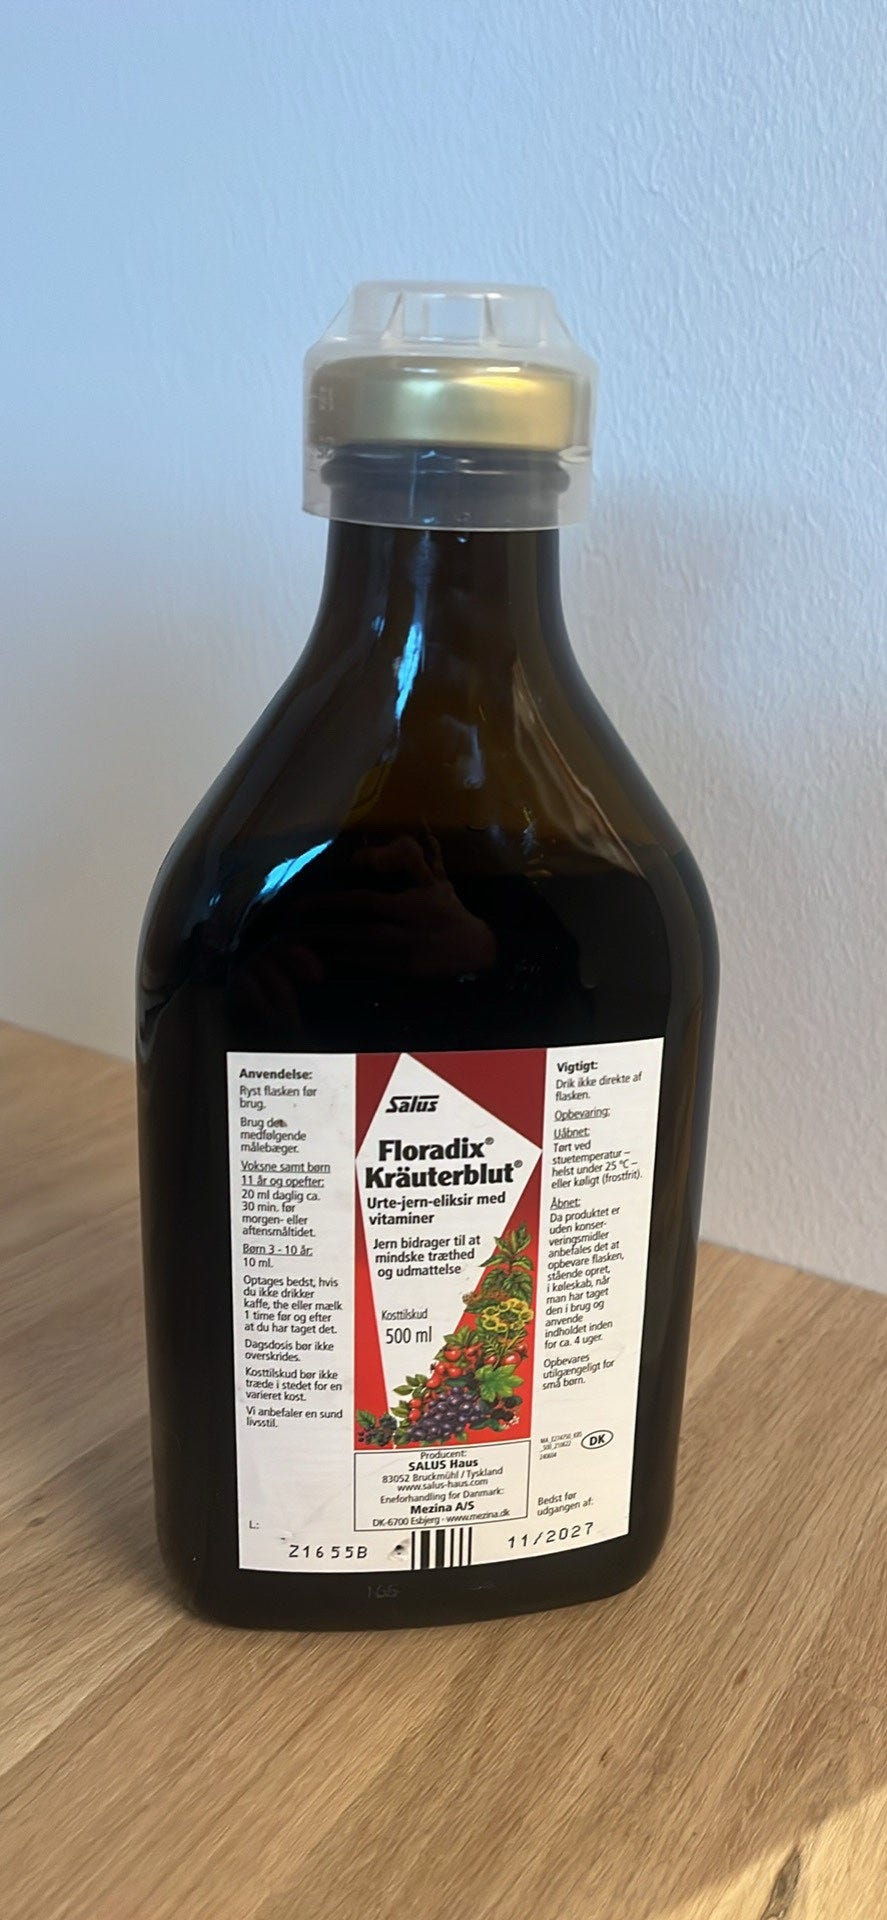 Anvendelse:
Ryst flasken før
brug.
Brug det
medfølgende
målebæger.
Voksne samt børn
11 år og opefter:
20 ml daglig ca.
30 min. før
morgen- eller
aftensmåltidet.
Børn 3 - 10 år:
10 ml.
Optages bedst, hvis
du ikke drikker
kaffe, the eller mælk
1 time før og efter
at du har taget det.
Dagsdosis bør ikke
overskrides.
Kosttilskud bør ikke
træde i stedet for en
varieret kost.
Vi anbefaler en sund
livsstil.
L:
Z1655B
Salus
Floradix®
Kräuterblut®
Urte-jern-eliksir med
vitaminer
Jern bidrager til at
mindske træthed
og udmattelse
Kosttilskud
500 ml
Producent:
SALUS Haus
83052 Bruckmühl / Tyskland
www.salus-haus.com
Eneforhandling for Danmark:
Mezina A/S
DK-6700 Esbjerg - www.mezina.dk
Vigtigt:
Drik ikke direkte af
flasken.
Opbevaring:
Uåbnet:
Tørt ved
stuetemperatur –
helst under 25 °C –
eller køligt (frostfrit).
Åbnet:
Da produktet er
uden konser-
veringsmidler
anbefales det at
opbevare flasken,
stående opret,
i køleskab, når
man har taget
den i brug og
anvende
indholdet inden
for ca. 4 uger.
Opbevares
utilgængeligt for
små børn.
DK
Bedst før
udgangen af:
11/2027